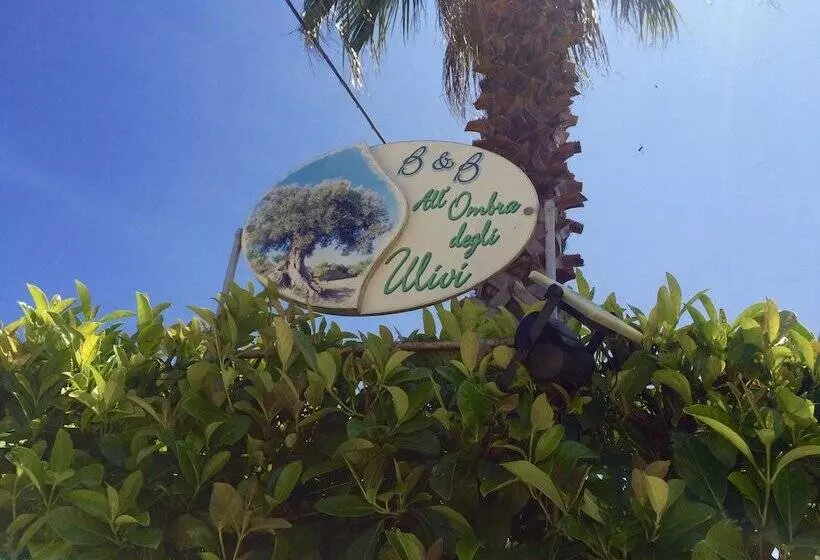 B & B
All' Ombra
degli
Ulivi